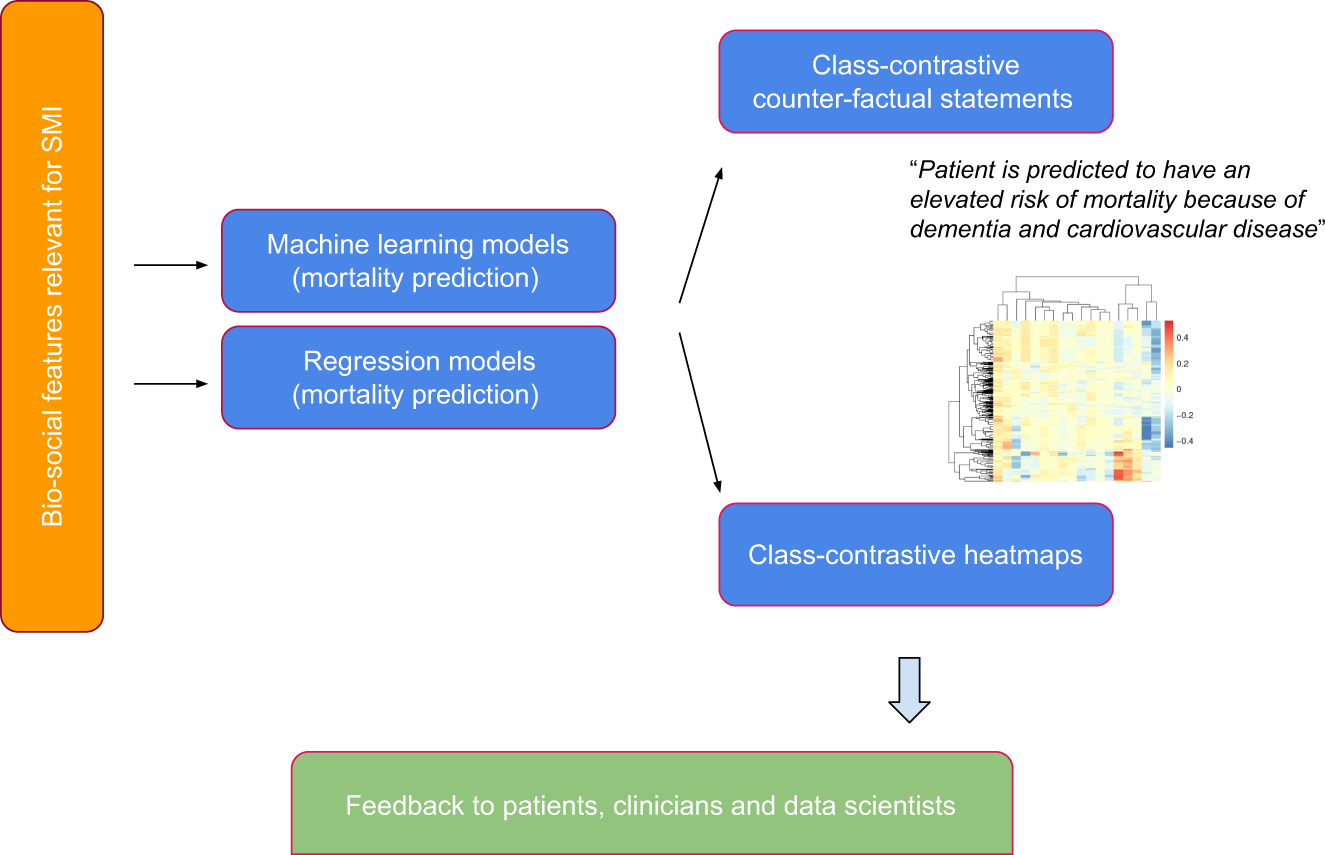 Bio-social features relevant for SMI
Machine learning models
(mortality prediction)
Regression models
(mortality prediction)
Class-contrastive
counter-factual statements
“Patient is predicted to have an
elevated risk of mortality because of
dementia and cardiovascular disease”
0.4
0.2
0
−0.2
−0.4
Class-contrastive heatmaps
Feedback to patients, clinicians and data scientists